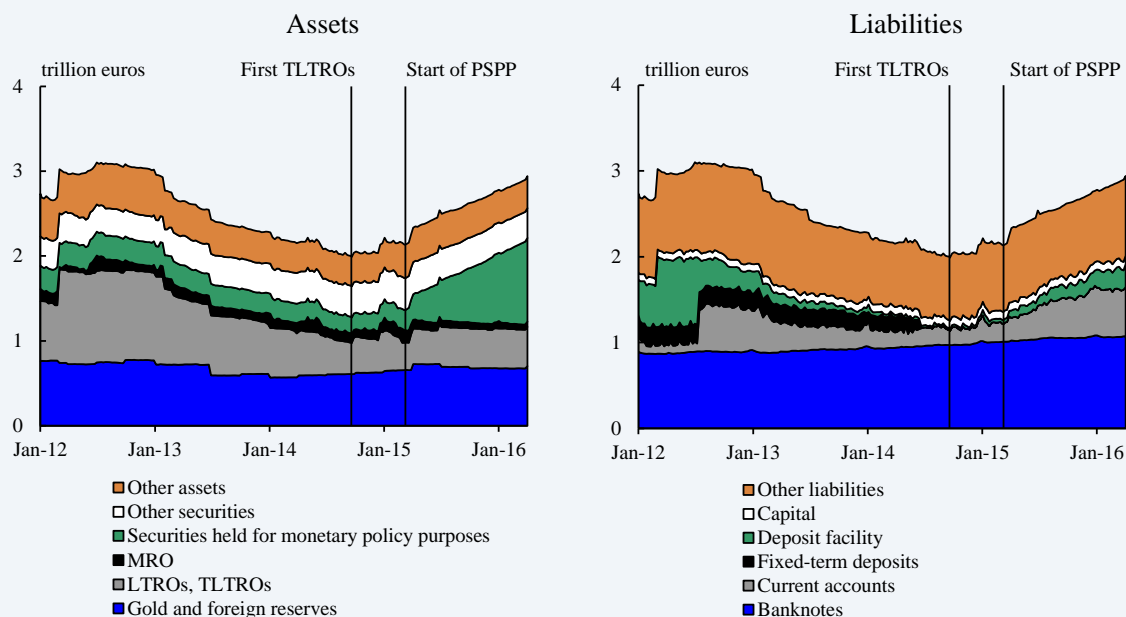 Assets
trillion euros
First TLTROs
Start of PSPP
4
3
2
1
0
Jan-12
Jan-13
Jan-14
Jan-15
Jan-16
Other assets
Other securities
Securities held for monetary policy purposes
MRO
LTROs, TLTROs
Gold and foreign reserves
Liabilities
trillion euros
First TLTROs
Start of PSPP
4
3
2
1
0
Jan-12
Jan-13
Jan-14
Jan-15
Jan-16
Other liabilities
Capital
Deposit facility
Fixed-term deposits
Current accounts
Banknotes